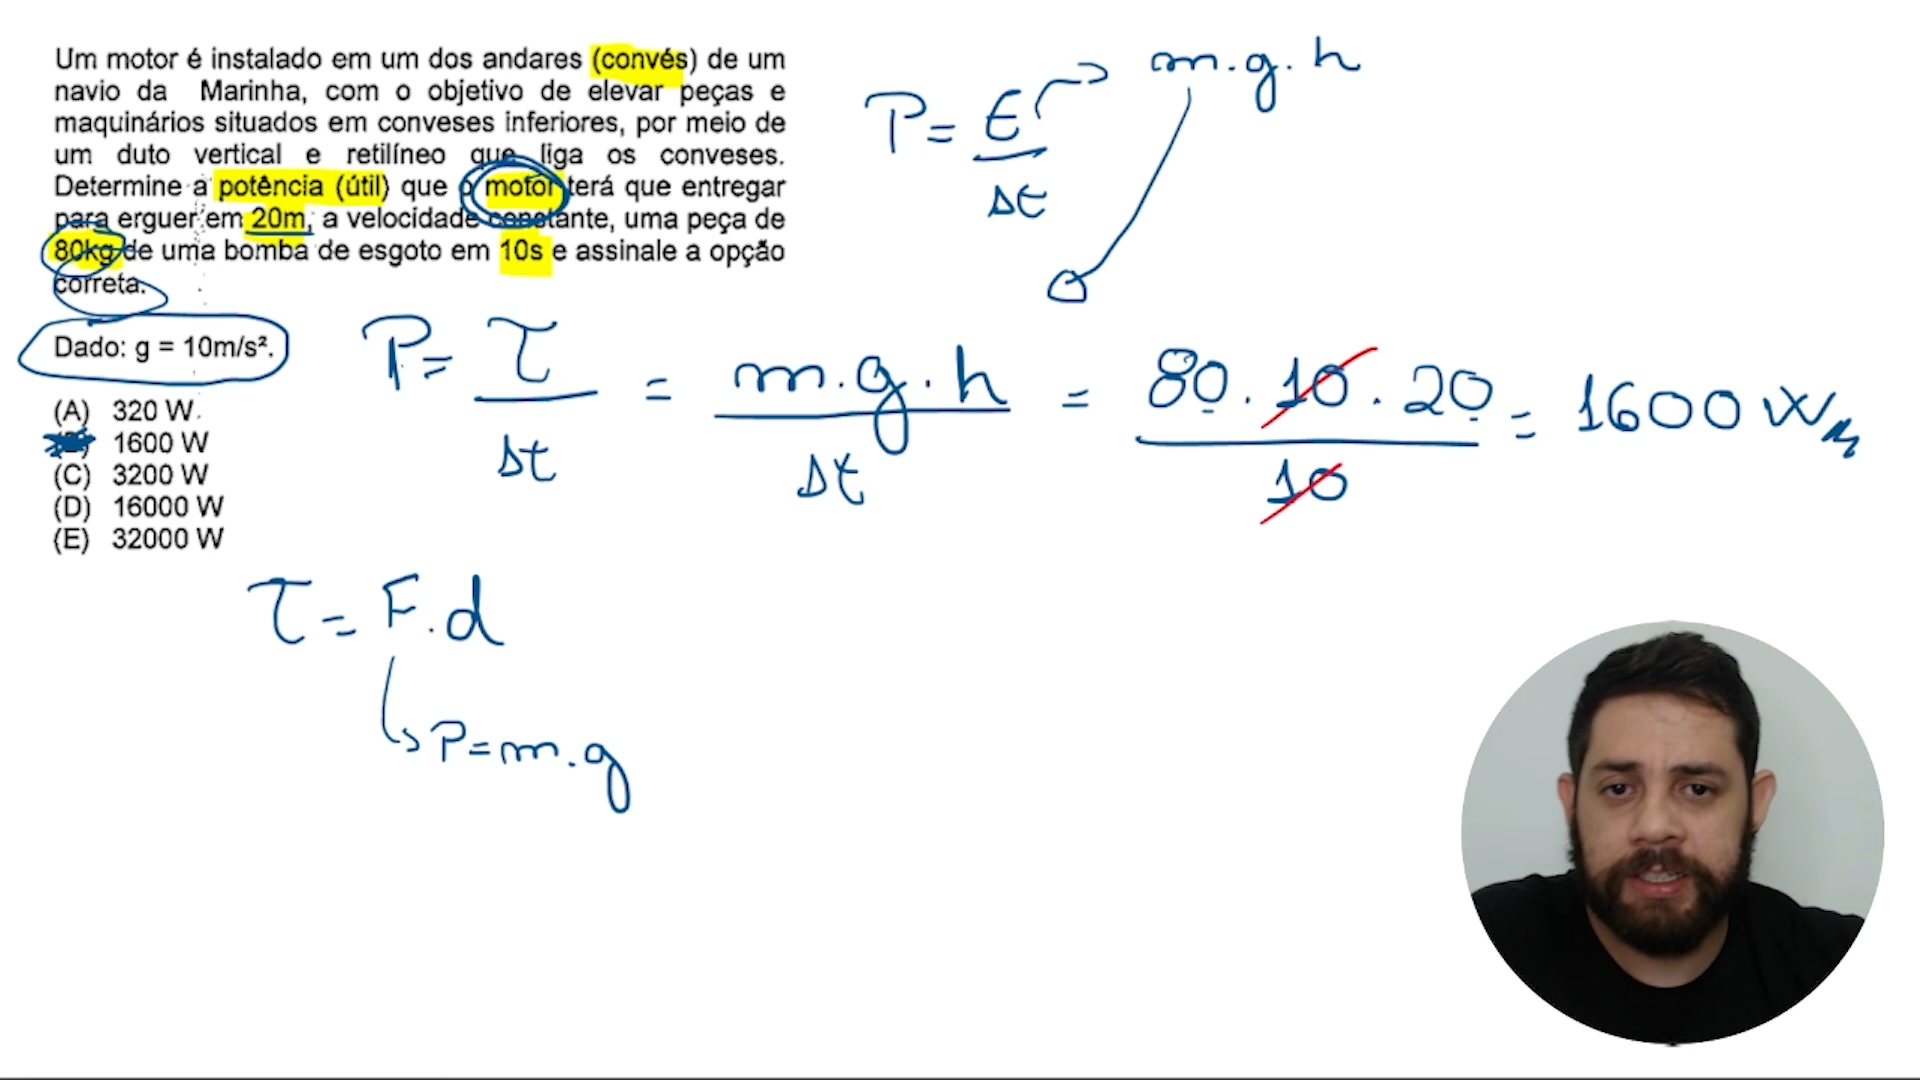 Um motor é instalado em um dos andares (convés) de um
navio da Marinha, com o objetivo de elevar peças e
maquinários situados em conveses inferiores, por meio de
um duto vertical e retilíneo que liga os conveses.
Determine a potência (útil) que o motor terá que entregar
para erguer em 20m, a velocidade constante, uma peça de
80kg de uma bomba de esgoto em 10s e assinale a opção
correta.
Dado: g = 10m/s².
(A) 320 W.
1600 W
(C) 3200 W
(D) 16000 W
(E) 32000 W
P = E / Δt → m.g.h
P = τ / Δt = m.g.h / Δt = 80.10.20 / 10 = 1600 W
τ = F.d
↳ P = m.g